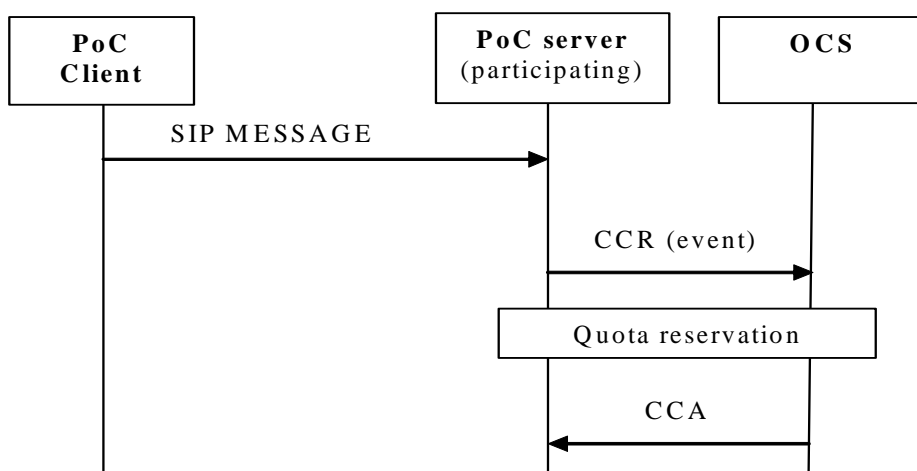 PoC
Client
PoC server
(participating)
OCS
SIP MESSAGE
CCR (event)
Quota reservation
CCA